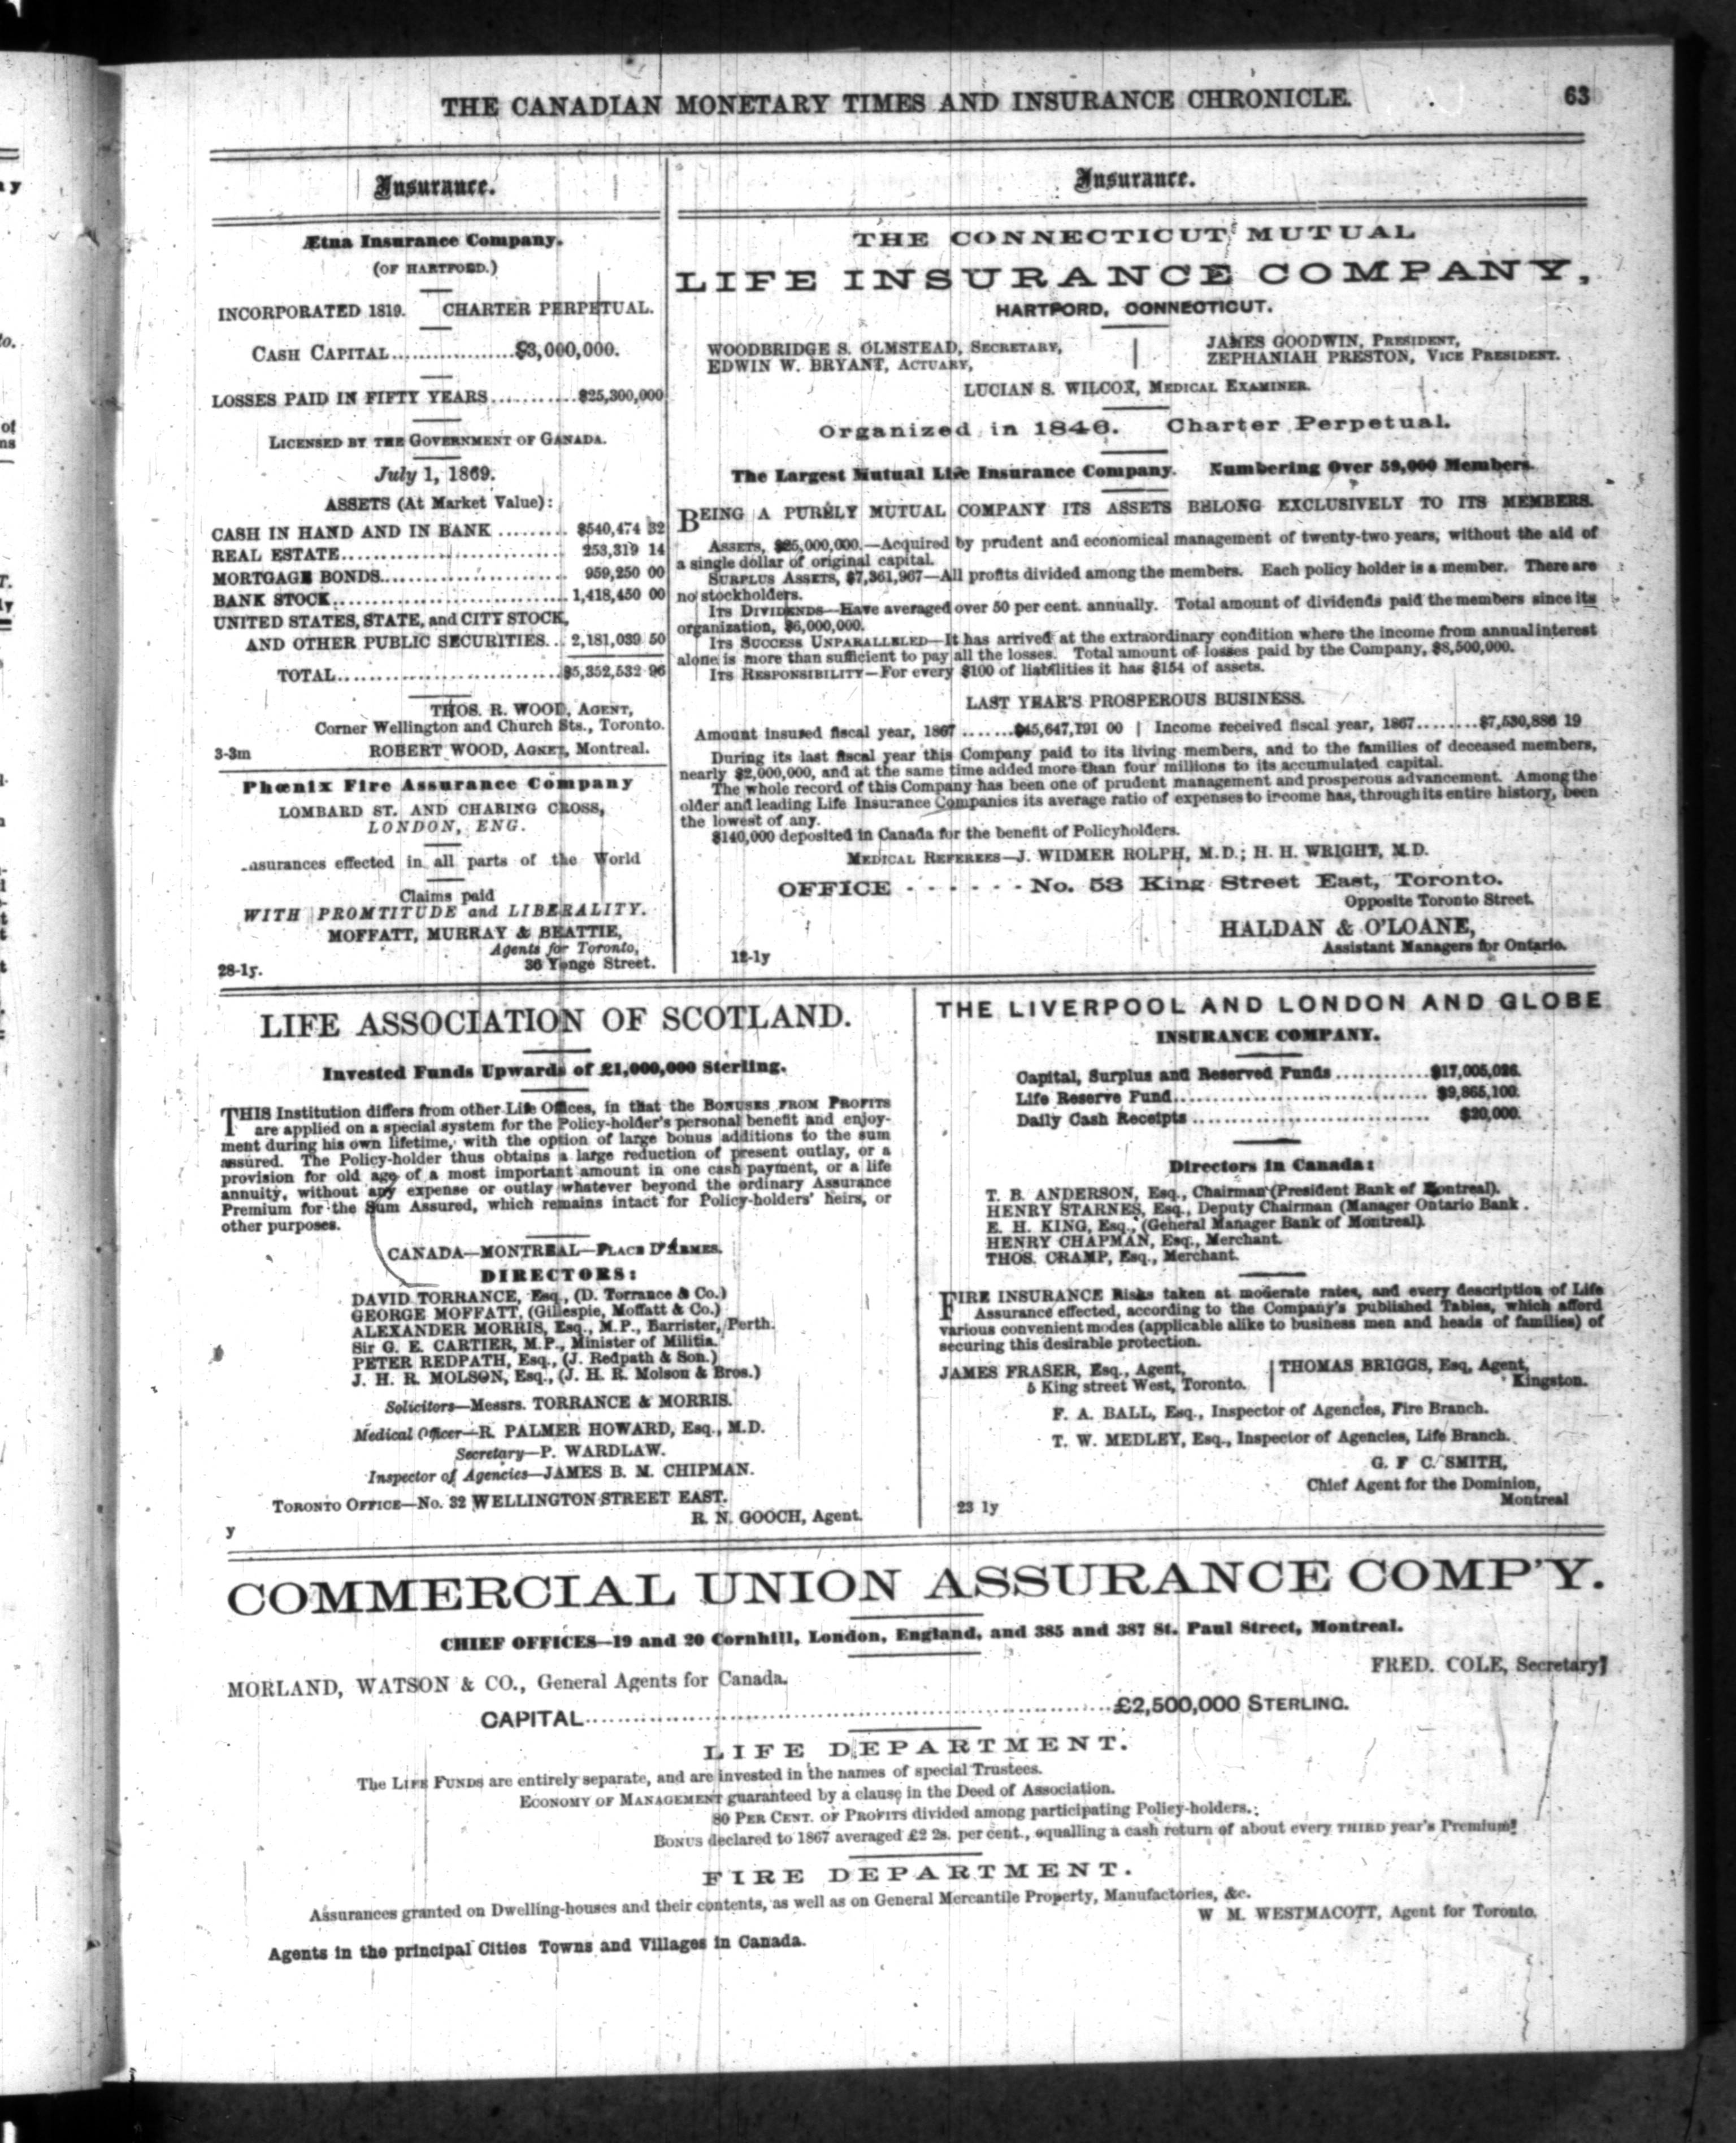 THE CANADIAN MONETARY TIMES AND INSURANCE CHRONICLE.
63
Insurance.
Ætna Insurance Company.
(OF HARTFORD.)
INCORPORATED 1819. CHARTER PERPETUAL.
CASH CAPITAL..................$3,000,000.
LOSSES PAID IN FIFTY YEARS............$25,300,000
LICENSED BY THE GOVERNMENT OF CANADA.
July 1, 1869.
ASSETS (At Market Value):
CASH IN HAND AND IN BANK ......... $540,474 32
REAL ESTATE............................ 253,319 14
MORTGAGE BONDS........................ 959,250 00
BANK STOCK.............................. 1,418,450 00
UNITED STATES, STATE, and CITY STOCK,
AND OTHER PUBLIC SECURITIES... 2,181,039 50
TOTAL............................$5,352,532 96
THOS. R. WOOD, AGENT,
Corner Wellington and Church Sts., Toronto.
3-3m ROBERT WOOD, AGNET, Montreal.
Phœnix Fire Assurance Company
LOMBARD ST. AND CHARING CROSS,
LONDON, ENG.
asurances effected in all parts of the World
Claims paid
WITH PROMTITUDE and LIBERALITY.
MOFFATT, MURRAY & BEATTIE,
Agents for Toronto,
36 Yonge Street.
28-1y.
Insurance.
THE CONNECTICUT MUTUAL
LIFE INSURANCE COMPANY,
HARTFORD, CONNECTICUT.
WOODBRIDGE S. OLMSTEAD, SECRETARY,
EDWIN W. BRYANT, ACTUARY,
JAMES GOODWIN, PRESIDENT,
ZEPHANIAH PRESTON, VICE PRESIDENT.
LUCIAN S. WILCOX, MEDICAL EXAMINER.
Organized in 1846. Charter Perpetual.
The Largest Mutual Life Insurance Company. Numbering Over 59,000 Members.
BEING A PURELY MUTUAL COMPANY ITS ASSETS BELONG EXCLUSIVELY TO ITS MEMBERS.
ASSETS, $25,000,000.—Acquired by prudent and economical management of twenty-two years, without the aid of
a single dollar of original capital.
SURPLUS ASSETS, $7,361,967—All profits divided among the members. Each policy holder is a member. There are
no stockholders.
ITS DIVIDENDS—Have averaged over 50 per cent. annually. Total amount of dividends paid the members since its
organization, $6,000,000.
ITS SUCCESS UNPARALLELED—It has arrived at the extraordinary condition where the income from annual interest
alone is more than sufficient to pay all the losses. Total amount of losses paid by the Company, $8,500,000.
ITS RESPONSIBILITY—For every $100 of liabilities it has $154 of assets.
LAST YEAR'S PROSPEROUS BUSINESS.
Amount insured fiscal year, 1867 .......$45,647,191 00 | Income received fiscal year, 1867........$7,530,886 19
During its last fiscal year this Company paid to its living members, and to the families of deceased members,
nearly $2,000,000, and at the same time added more than four millions to its accumulated capital.
The whole record of this Company has been one of prudent management and prosperous advancement. Among the
older and leading Life Insurance Companies its average ratio of expenses to income has, through its entire history, been
the lowest of any.
$140,000 deposited in Canada for the benefit of Policyholders.
MEDICAL REFEREES—J. WIDMER ROLPH, M.D.; H. H. WRIGHT, M.D.
OFFICE - - - - - - No. 53 King Street East, Toronto.
Opposite Toronto Street.
HALDAN & O'LOANE,
Assistant Managers for Ontario.
12-1y
LIFE ASSOCIATION OF SCOTLAND.
Invested Funds Upwards of £1,000,000 Sterling.
THIS Institution differs from other Life Offices, in that the BONUSES FROM PROFITS
are applied on a special system for the Policy-holder's personal benefit and enjoy-
ment during his own lifetime, with the option of large bonus additions to the sum
assured. The Policy-holder thus obtains a large reduction of present outlay, or a
provision for old age of a most important amount in one cash payment, or a life
annuity, without any expense or outlay whatever beyond the ordinary Assurance
Premium for the Sum Assured, which remains intact for Policy-holders' heirs, or
other purposes.
CANADA—MONTREAL—PLACE D'ARMES.
DIRECTORS:
DAVID TORRANCE, Esq., (D. Torrance & Co.)
GEORGE MOFFATT, (Gillespie, Moffatt & Co.)
ALEXANDER MORRIS, Esq., M.P., Barrister, Perth.
Sir G. E. CARTIER, M.P., Minister of Militia.
PETER REDPATH, Esq., (J. Redpath & Son.)
J. H. R. MOLSON, Esq., (J. H. R. Molson & Bros.)
Solicitors—Messrs. TORRANCE & MORRIS.
Medical Officer—R. PALMER HOWARD, Esq., M.D.
Secretary—P. WARDLAW.
Inspector of Agencies—JAMES B. M. CHIPMAN.
TORONTO OFFICE—No. 32 WELLINGTON STREET EAST.
R. N. GOOCH, Agent.
y
THE LIVERPOOL AND LONDON AND GLOBE
INSURANCE COMPANY.
Capital, Surplus and Reserved Funds ............$17,005,026.
Life Reserve Fund................................. $9,865,100.
Daily Cash Receipts ............................... $20,000.
Directors in Canada:
T. B. ANDERSON, Esq., Chairman (President Bank of Montreal).
HENRY STARNES, Esq., Deputy Chairman (Manager Ontario Bank.
E. H. KING, Esq., (General Manager Bank of Montreal).
HENRY CHAPMAN, Esq., Merchant.
THOS. CRAMP, Esq., Merchant.
FIRE INSURANCE Risks taken at moderate rates, and every description of Life
Assurance effected, according to the Company's published Tables, which afford
various convenient modes (applicable alike to business men and heads of families) of
securing this desirable protection.
JAMES FRASER, Esq., Agent,
5 King street West, Toronto.
THOMAS BRIGGS, Esq, Agent,
Kingston.
F. A. BALL, Esq., Inspector of Agencies, Fire Branch.
T. W. MEDLEY, Esq., Inspector of Agencies, Life Branch.
G. F C. SMITH,
Chief Agent for the Dominion,
Montreal
23 1y
COMMERCIAL UNION ASSURANCE COMP'Y.
CHIEF OFFICES—19 and 20 Cornhill, London, England, and 385 and 387 St. Paul Street, Montreal.
MORLAND, WATSON & CO., General Agents for Canada.
FRED. COLE, Secretary
CAPITAL............................................................£2,500,000 STERLING.
LIFE DEPARTMENT.
The LIFE FUNDS are entirely separate, and are invested in the names of special Trustees.
ECONOMY OF MANAGEMENT guaranteed by a clause in the Deed of Association.
80 PER CENT. OF PROFITS divided among participating Policy-holders.
BONUS declared to 1867 averaged £2 2s. per cent., equalling a cash return of about every THIRD year's Premium!
FIRE DEPARTMENT.
Assurances granted on Dwelling-houses and their contents, as well as on General Mercantile Property, Manufactories, &c.
W M. WESTMACOTT, Agent for Toronto.
Agents in the principal Cities Towns and Villages in Canada.